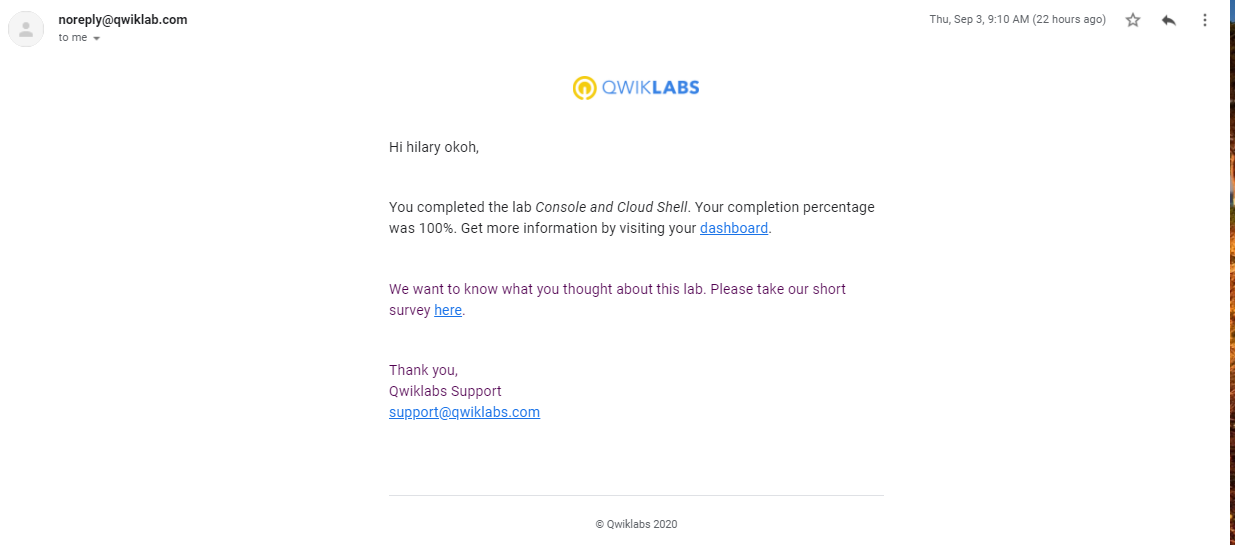 noreply@qwiklab.com
Thu, Sep 3, 9:10 AM (22 hours ago)
to me
QWIKLABS
Hi hilary okoh,
You completed the lab Console and Cloud Shell. Your completion percentage
was 100%. Get more information by visiting your dashboard.
We want to know what you thought about this lab. Please take our short
survey here.
Thank you,
Qwiklabs Support
support@qwiklabs.com
© Qwiklabs 2020